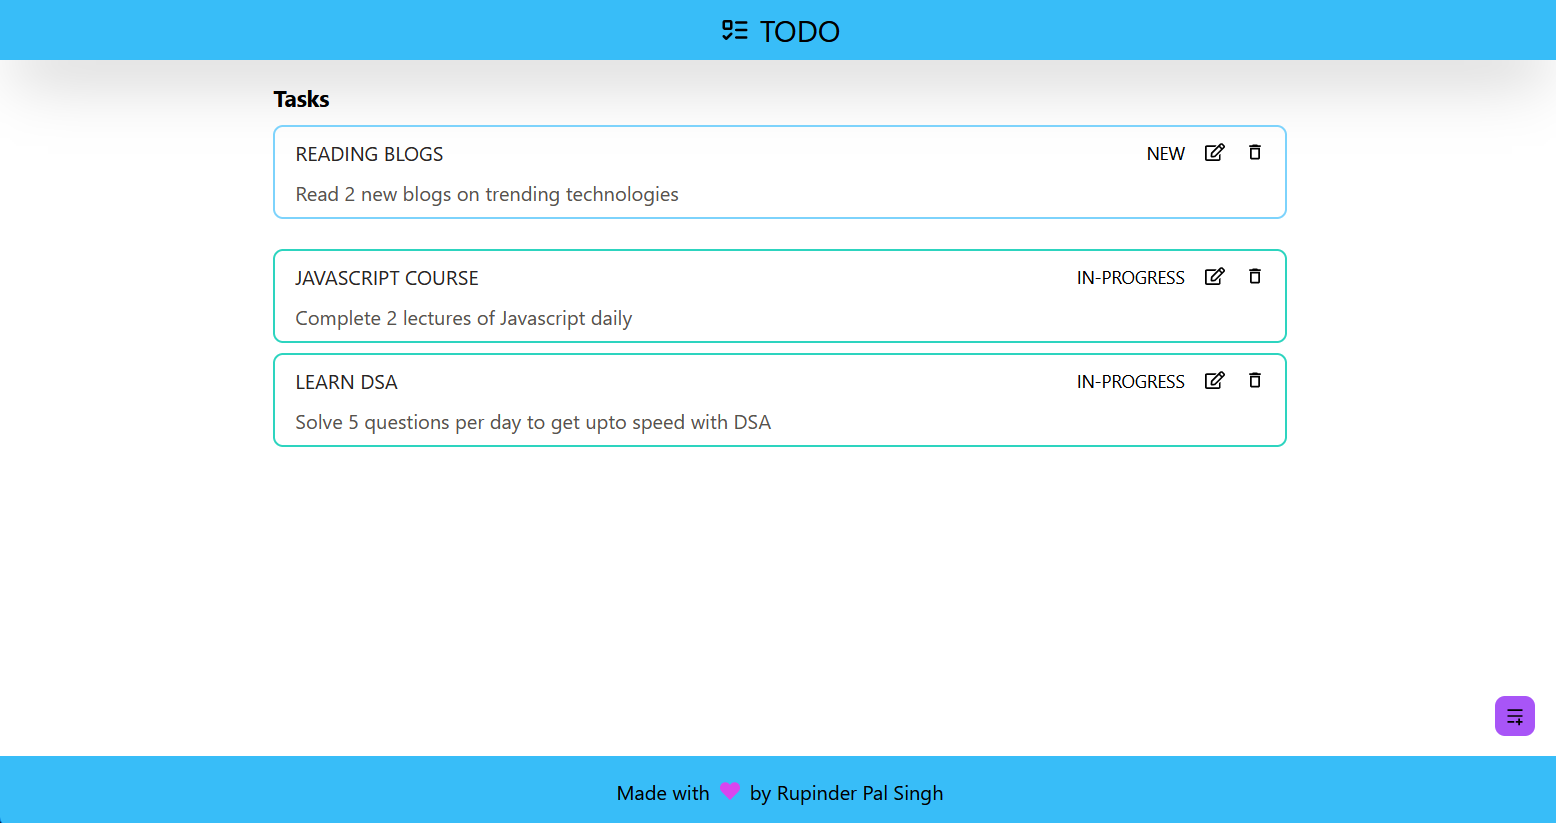 TODO
Tasks
READING BLOGS NEW
Read 2 new blogs on trending technologies
JAVASCRIPT COURSE IN-PROGRESS
Complete 2 lectures of Javascript daily
LEARN DSA IN-PROGRESS
Solve 5 questions per day to get upto speed with DSA
Made with by Rupinder Pal Singh